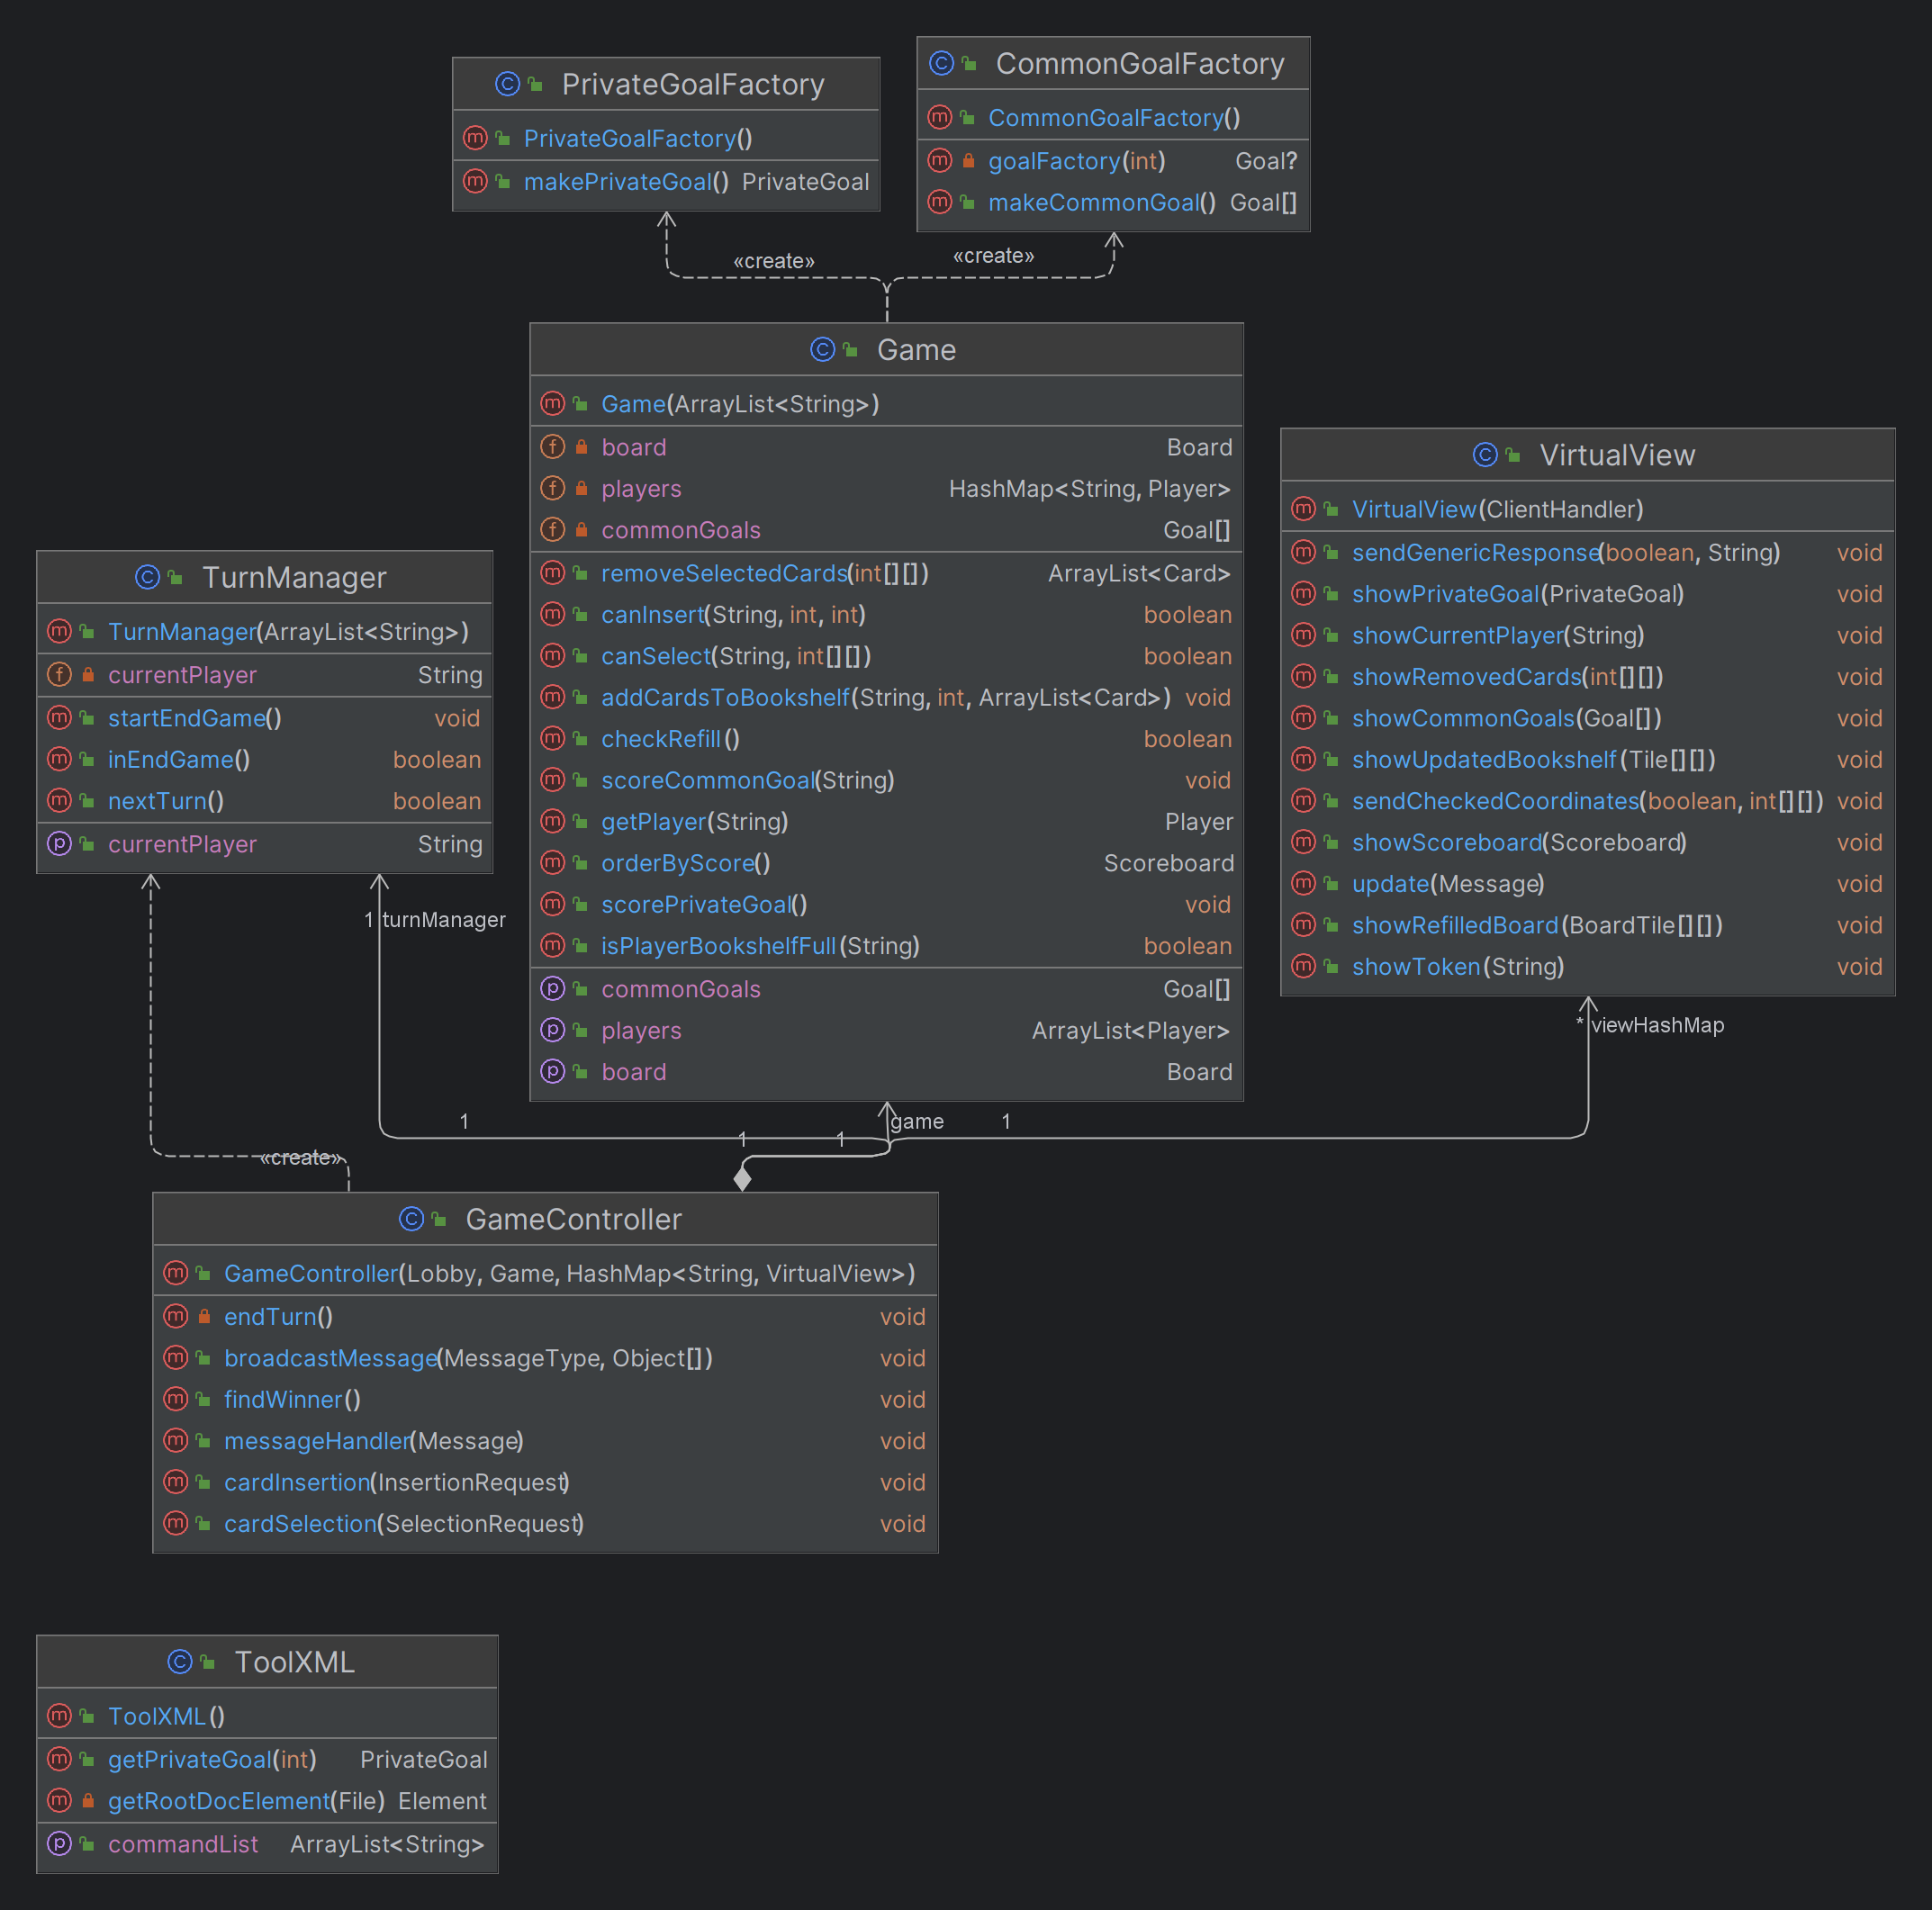 PrivateGoalFactory
PrivateGoalFactory()
makePrivateGoal() PrivateGoal
CommonGoalFactory
CommonGoalFactory()
goalFactory(int) Goal?
makeCommonGoal() Goal[]
«create»
«create»
Game
Game(ArrayList<String>)
board Board
players HashMap<String, Player>
commonGoals Goal[]
removeSelectedCards(int[][]) ArrayList<Card>
canInsert(String, int, int) boolean
canSelect(String, int[][]) boolean
addCardsToBookshelf(String, int, ArrayList<Card>) void
checkRefill() boolean
scoreCommonGoal(String) void
getPlayer(String) Player
orderByScore() Scoreboard
scorePrivateGoal() void
isPlayerBookshelfFull(String) boolean
commonGoals Goal[]
players ArrayList<Player>
board Board
VirtualView
VirtualView(ClientHandler)
sendGenericResponse(boolean, String) void
showPrivateGoal(PrivateGoal) void
showCurrentPlayer(String) void
showRemovedCards(int[][]) void
showCommonGoals(Goal[]) void
showUpdatedBookshelf(Tile[][]) void
sendCheckedCoordinates(boolean, int[][]) void
showScoreboard(Scoreboard) void
update(Message) void
showRefilledBoard(BoardTile[][]) void
showToken(String) void
TurnManager
TurnManager(ArrayList<String>)
currentPlayer String
startEndGame() void
inEndGame() boolean
nextTurn() boolean
currentPlayer String
1 turnManager
* viewHashMap
1
game
1
1
1
«create»
GameController
GameController(Lobby, Game, HashMap<String, VirtualView>)
endTurn() void
broadcastMessage(MessageType, Object[]) void
findWinner() void
messageHandler(Message) void
cardInsertion(InsertionRequest) void
cardSelection(SelectionRequest) void
ToolXML
ToolXML()
getPrivateGoal(int) PrivateGoal
getRootDocElement(File) Element
commandList ArrayList<String>